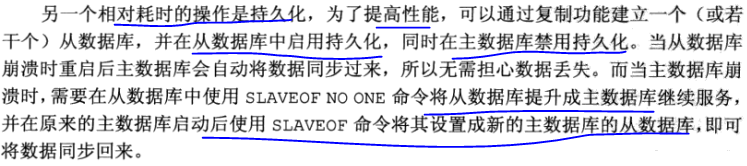 另一个相对耗时的操作是持久化，为了提高性能，可以通过复制功能建立一个（或若
干个）从数据库，并在从数据库中启用持久化，同时在主数据库禁用持久化。当从数据库
崩溃时重启后主数据库会自动将数据同步过来，所以无需担心数据丢失。而当主数据库崩
溃时，需要在从数据库中使用 SLAVEOF NO ONE 命令将从数据库提升成主数据库继续服务，
并在原来的主数据库启动后使用 SLAVEOF 命令将其设置成新的主数据库的从数据库，即可
将数据同步回来。